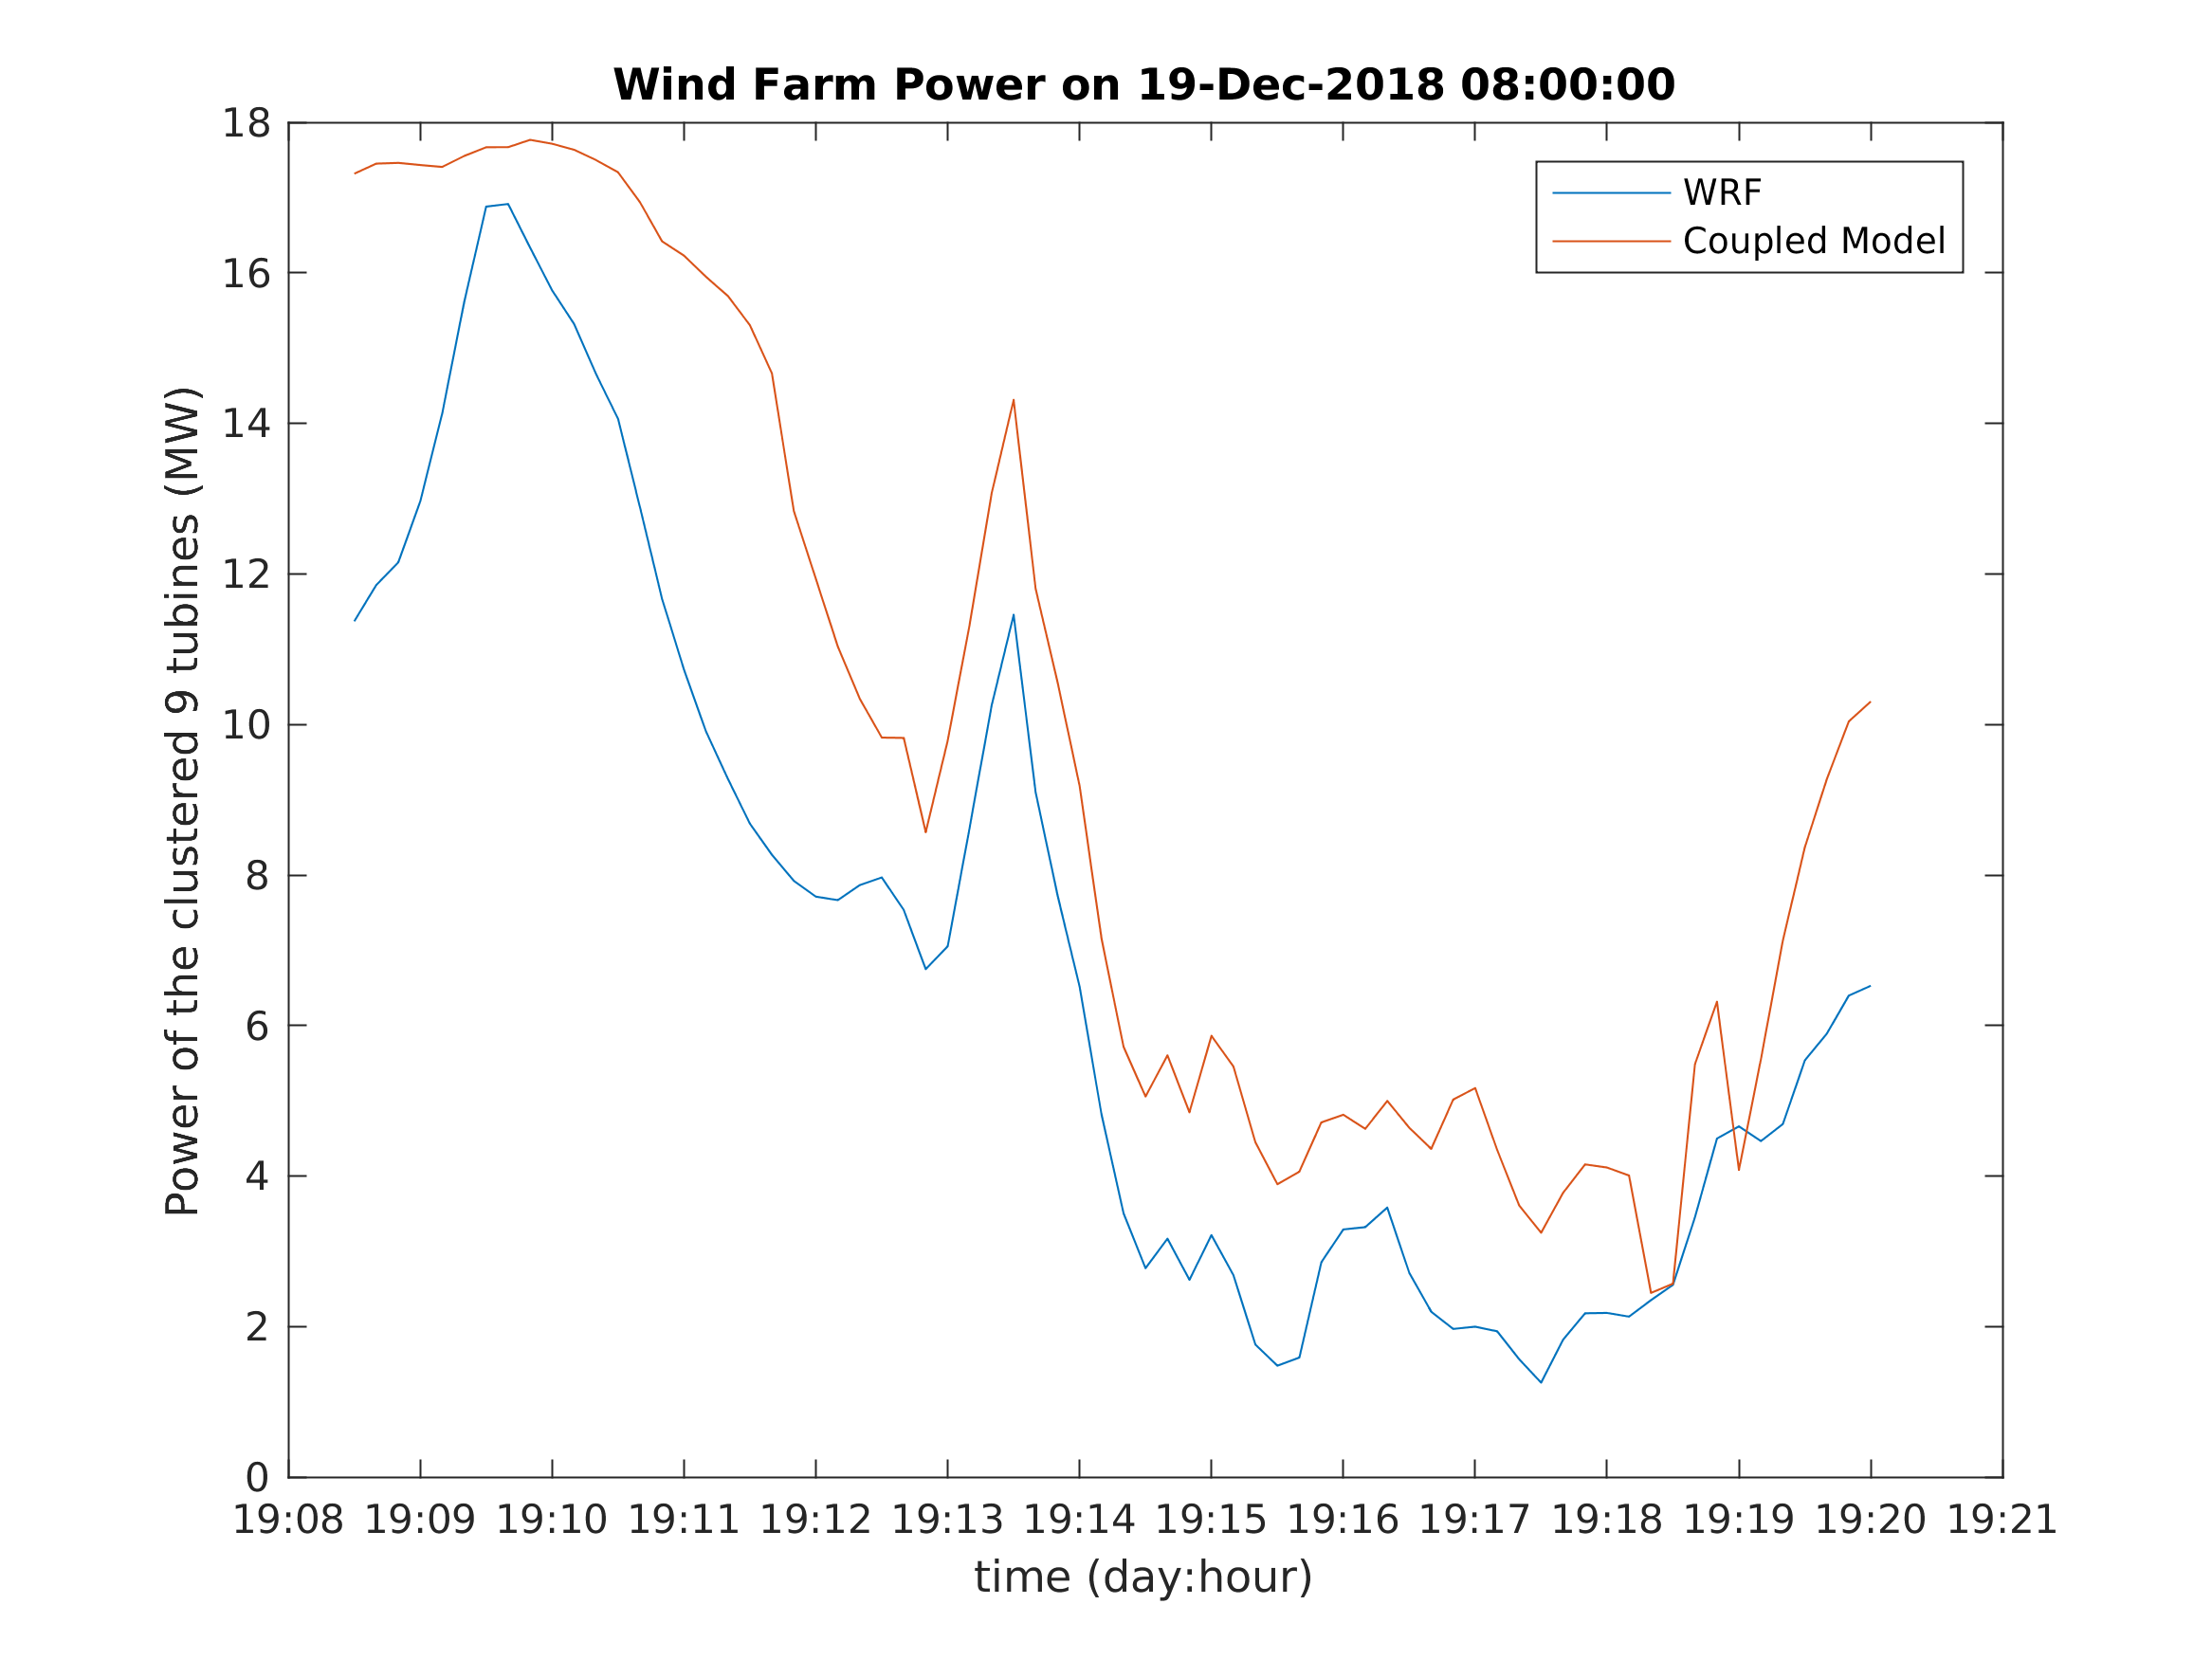 Wind Farm Power on 19-Dec-2018 08:00:00
WRF
Coupled Model
Power of the clustered 9 tubines (MW)
18
16
14
12
10
8
6
4
2
0
19:08 19:09 19:10 19:11 19:12 19:13 19:14 19:15 19:16 19:17 19:18 19:19 19:20 19:21
time (day:hour)